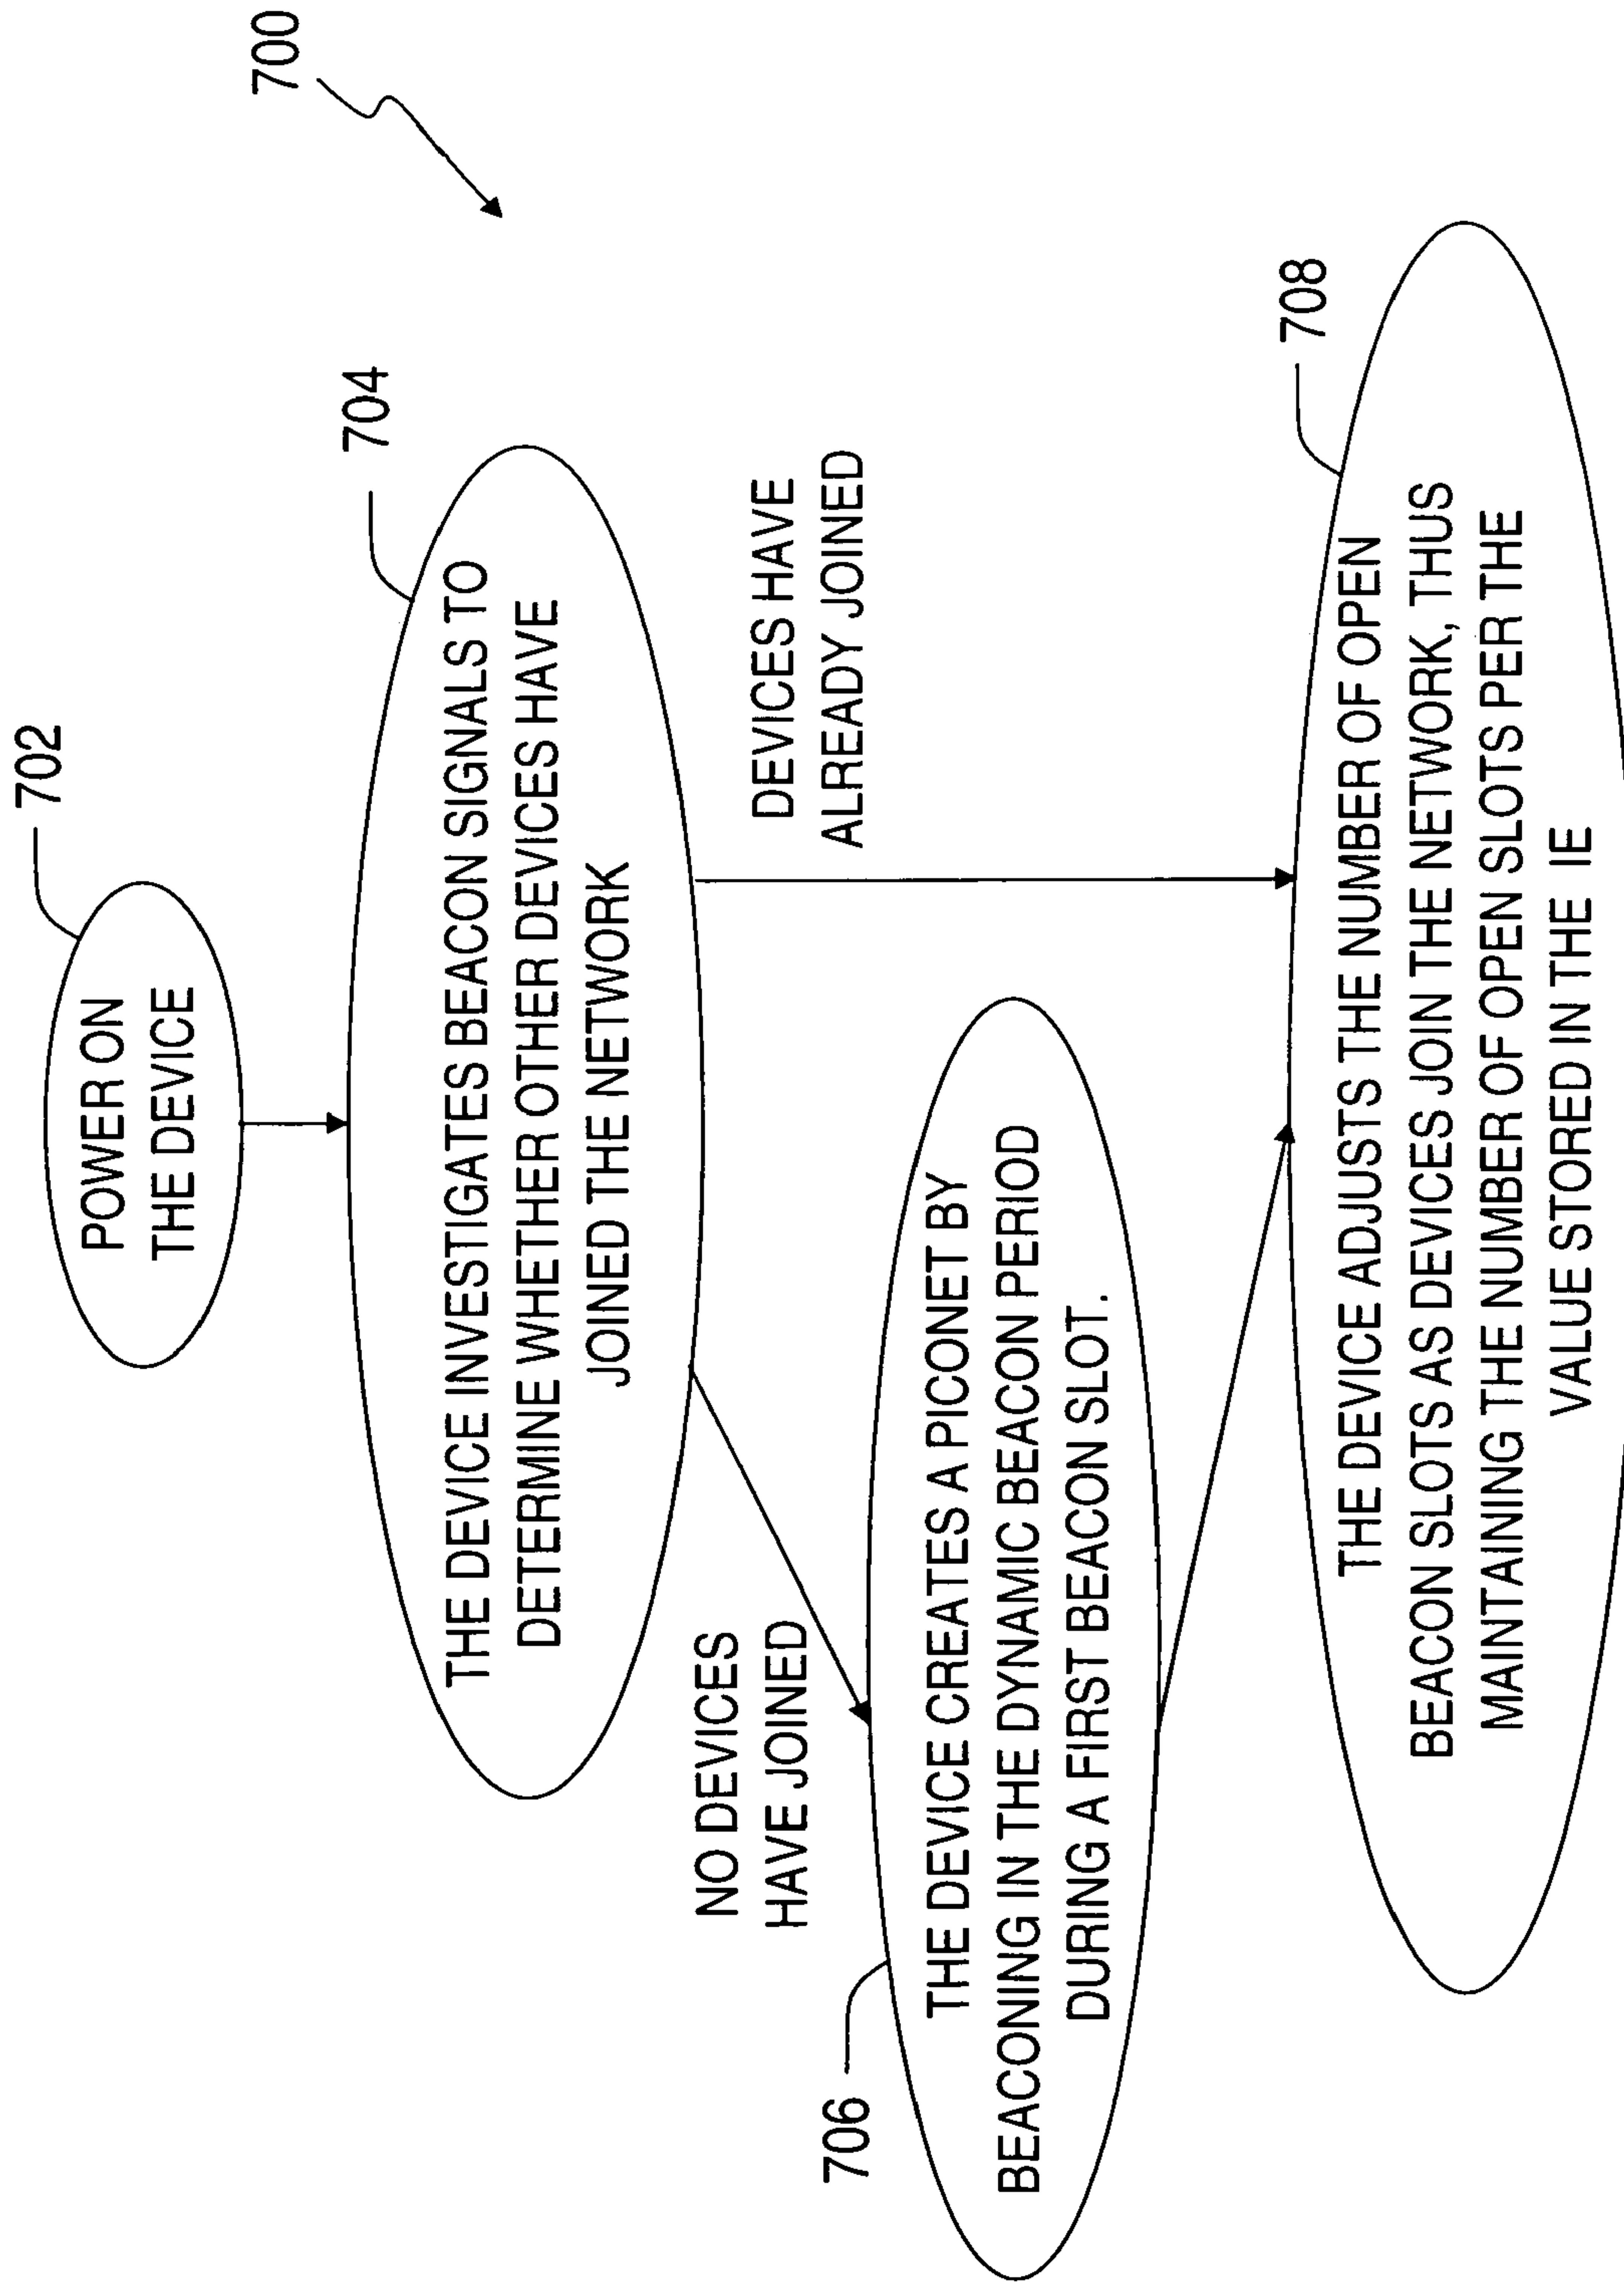 700
702
POWER ON
THE DEVICE
704
THE DEVICE INVESTIGATES BEACON SIGNALS TO
DETERMINE WHETHER OTHER DEVICES HAVE
JOINED THE NETWORK
NO DEVICES
HAVE JOINED
DEVICES HAVE
ALREADY JOINED
706
THE DEVICE CREATES A PICONET BY
BEACONING IN THE DYNAMIC BEACON PERIOD
DURING A FIRST BEACON SLOT.
708
THE DEVICE ADJUSTS THE NUMBER OF OPEN
BEACON SLOTS AS DEVICES JOIN THE NETWORK, THUS
MAINTAINING THE NUMBER OF OPEN SLOTS PER THE
VALUE STORED IN THE IE